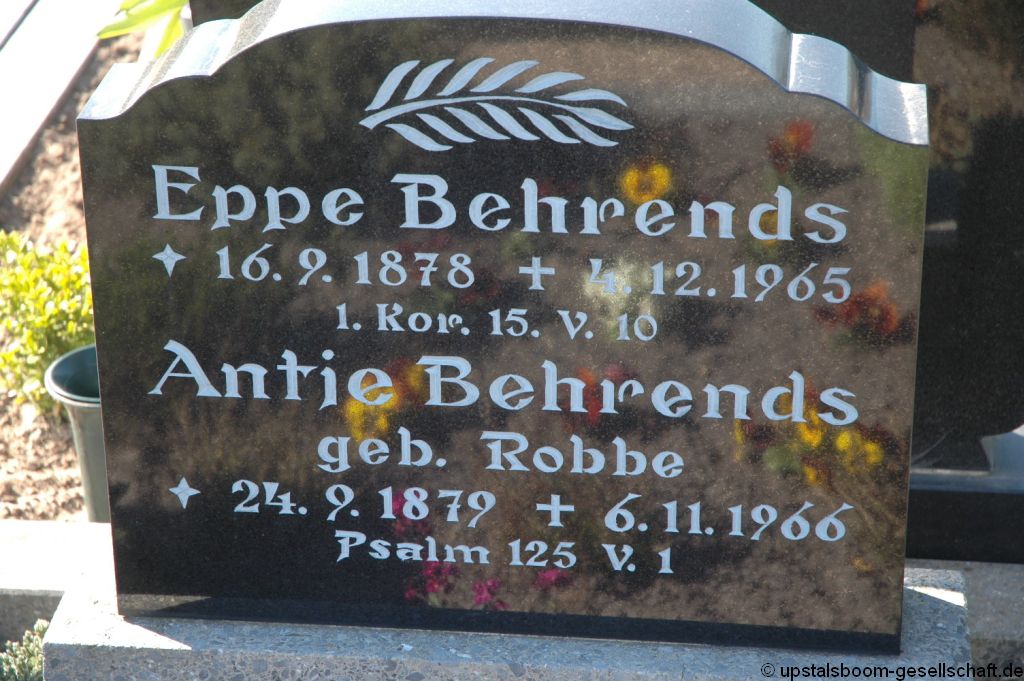 Eppe Behrends
✦ 16. 9. 1878 ✝ 4. 12. 1965
1. Kor. 15. V. 10
Antje Behrends
geb. Robbe
✦ 24. 9. 1879 ✝ 6. 11. 1966
Psalm 125 V. 1
© upstalsboom-gesellschaft.de